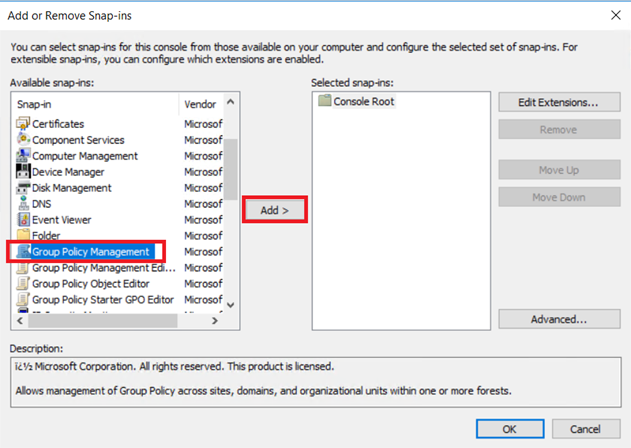 Add or Remove Snap-ins
You can select snap-ins for this console from those available on your computer and configure the selected set of snap-ins. For
extensible snap-ins, you can configure which extensions are enabled.
Available snap-ins:
Snap-in Vendor
Certificates Microsof
Component Services Microsof
Computer Management Microsof
Device Manager Microsof
Disk Management Microsof
DNS Microsof
Event Viewer Microsof
Folder Microsof
Group Policy Management Microsof
Group Policy Management Edi... Microsof
Group Policy Object Editor Microsof
Group Policy Starter GPO Editor Microsof
Add >
Selected snap-ins:
Console Root
Edit Extensions...
Remove
Move Up
Move Down
Advanced...
Description:
ï¿½ Microsoft Corporation. All rights reserved. This product is licensed.
Allows management of Group Policy across sites, domains, and organizational units within one or more forests.
OK
Cancel